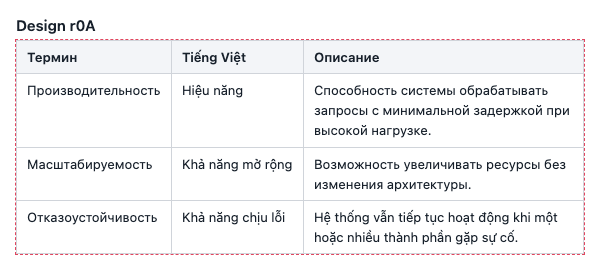 Design r0A
Термин Tiếng Việt Описание
Производительность Hiệu năng Способность системы обрабатывать
запросы с минимальной задержкой при
высокой нагрузке.
Масштабируемость Khả năng mở rộng Возможность увеличивать ресурсы без
изменения архитектуры.
Отказоустойчивость Khả năng chịu lỗi Hệ thống vẫn tiếp tục hoạt động khi một
hoặc nhiều thành phần gặp sự cố.